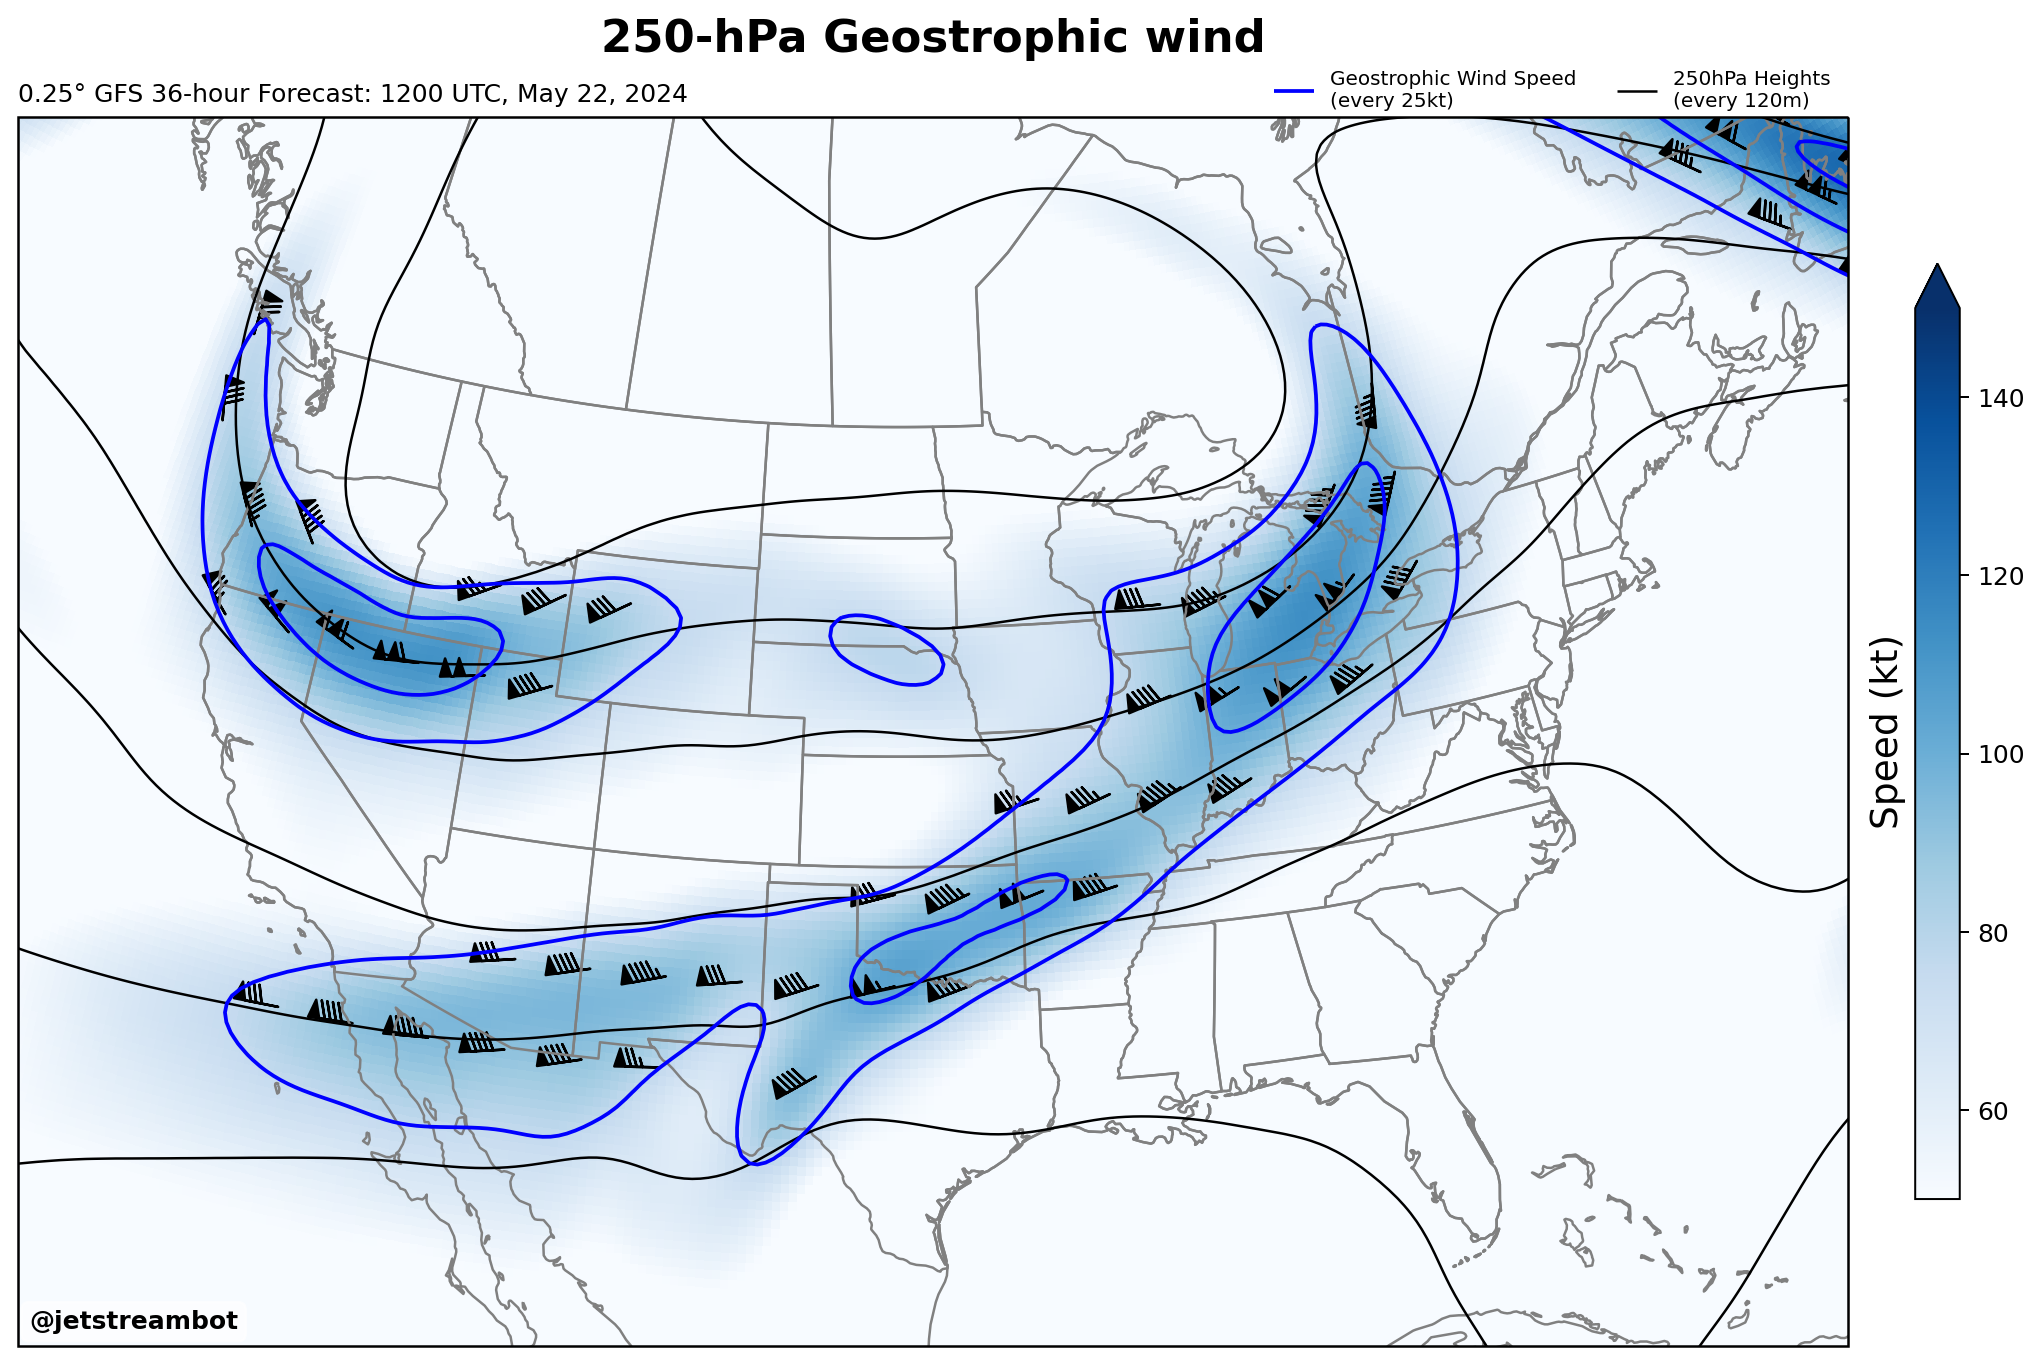 250-hPa Geostrophic wind
0.25° GFS 36-hour Forecast: 1200 UTC, May 22, 2024
Geostrophic Wind Speed
(every 25kt)
250hPa Heights
(every 120m)
140
120
100
80
60
Speed (kt)
@jetstreambot